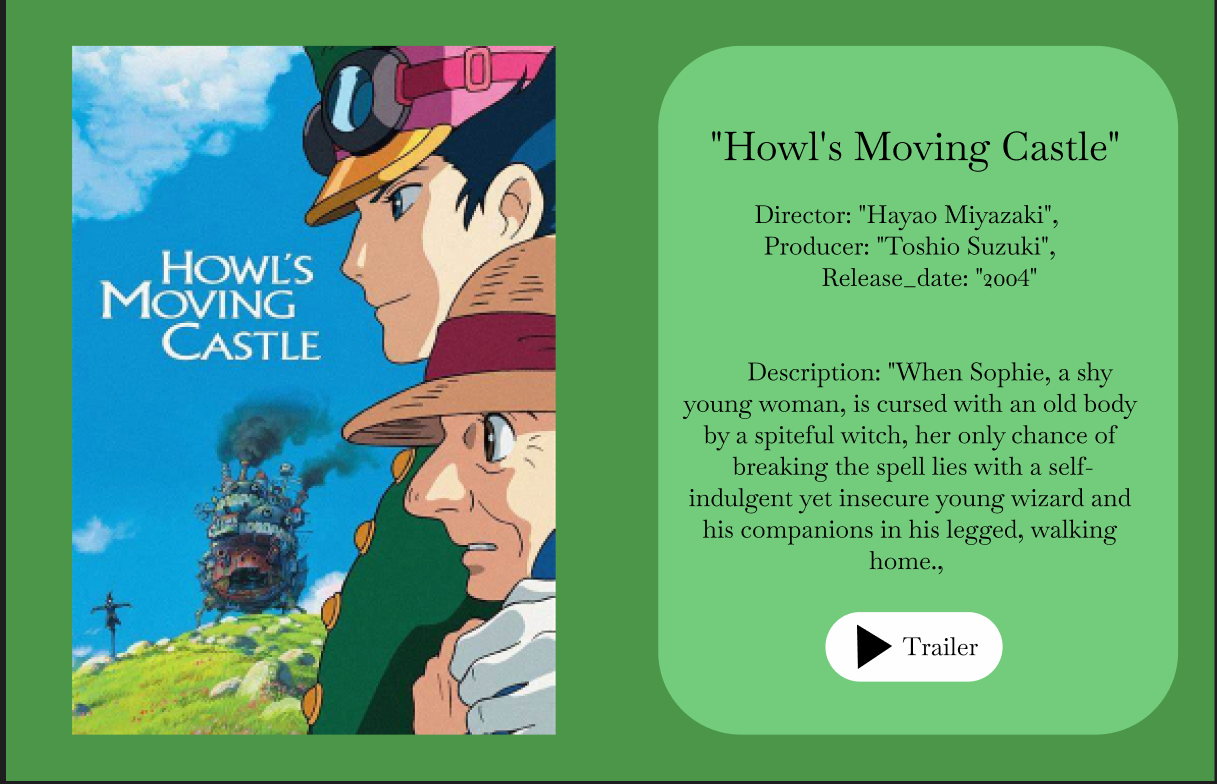 HOWL'S
MOVING
CASTLE
"Howl's Moving Castle"
Director: "Hayao Miyazaki",
Producer: "Toshio Suzuki",
Release_date: "2004"
Description: "When Sophie, a shy
young woman, is cursed with an old body
by a spiteful witch, her only chance of
breaking the spell lies with a self-
indulgent yet insecure young wizard and
his companions in his legged, walking
home.,
Trailer